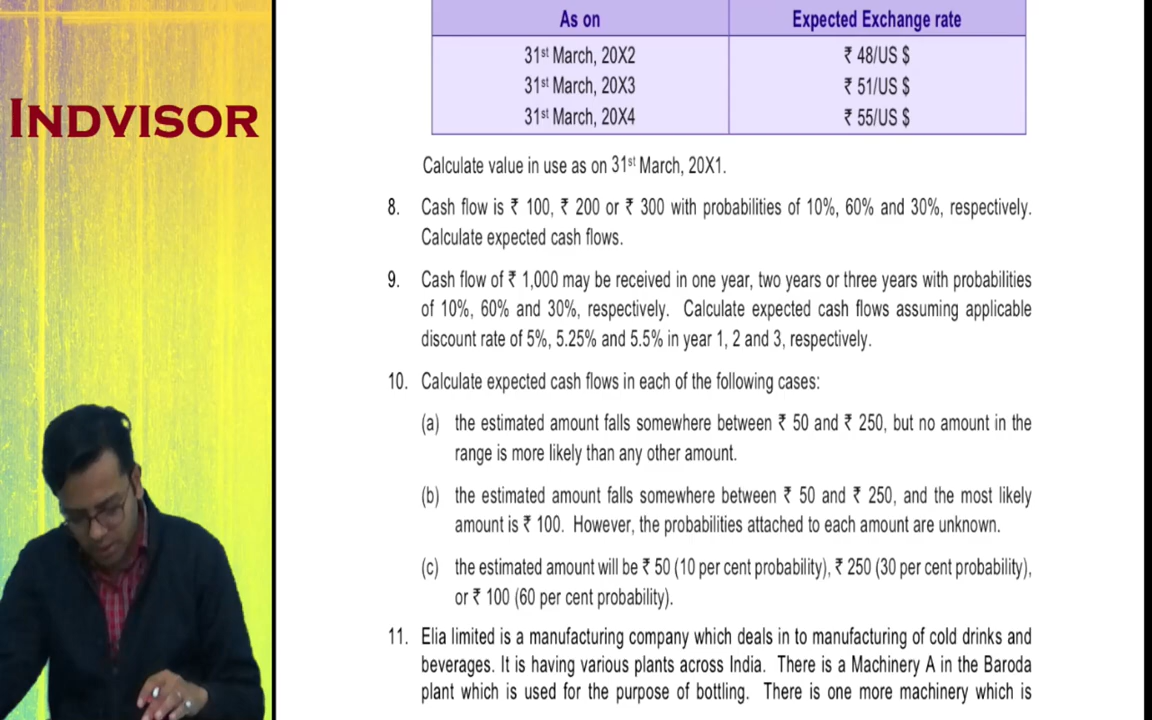 INDVISOR
As on Expected Exchange rate
31st March, 20X2 ₹ 48/US $
31st March, 20X3 ₹ 51/US $
31st March, 20X4 ₹ 55/US $
Calculate value in use as on 31st March, 20X1.
8. Cash flow is ₹ 100, ₹ 200 or ₹ 300 with probabilities of 10%, 60% and 30%, respectively.
Calculate expected cash flows.
9. Cash flow of ₹ 1,000 may be received in one year, two years or three years with probabilities
of 10%, 60% and 30%, respectively. Calculate expected cash flows assuming applicable
discount rate of 5%, 5.25% and 5.5% in year 1, 2 and 3, respectively.
10. Calculate expected cash flows in each of the following cases:
(a) the estimated amount falls somewhere between ₹ 50 and ₹ 250, but no amount in the
range is more likely than any other amount.
(b) the estimated amount falls somewhere between ₹ 50 and ₹ 250, and the most likely
amount is ₹ 100. However, the probabilities attached to each amount are unknown.
(c) the estimated amount will be ₹ 50 (10 per cent probability), ₹ 250 (30 per cent probability),
or ₹ 100 (60 per cent probability).
11. Elia limited is a manufacturing company which deals in to manufacturing of cold drinks and
beverages. It is having various plants across India. There is a Machinery A in the Baroda
plant which is used for the purpose of bottling. There is one more machinery which is